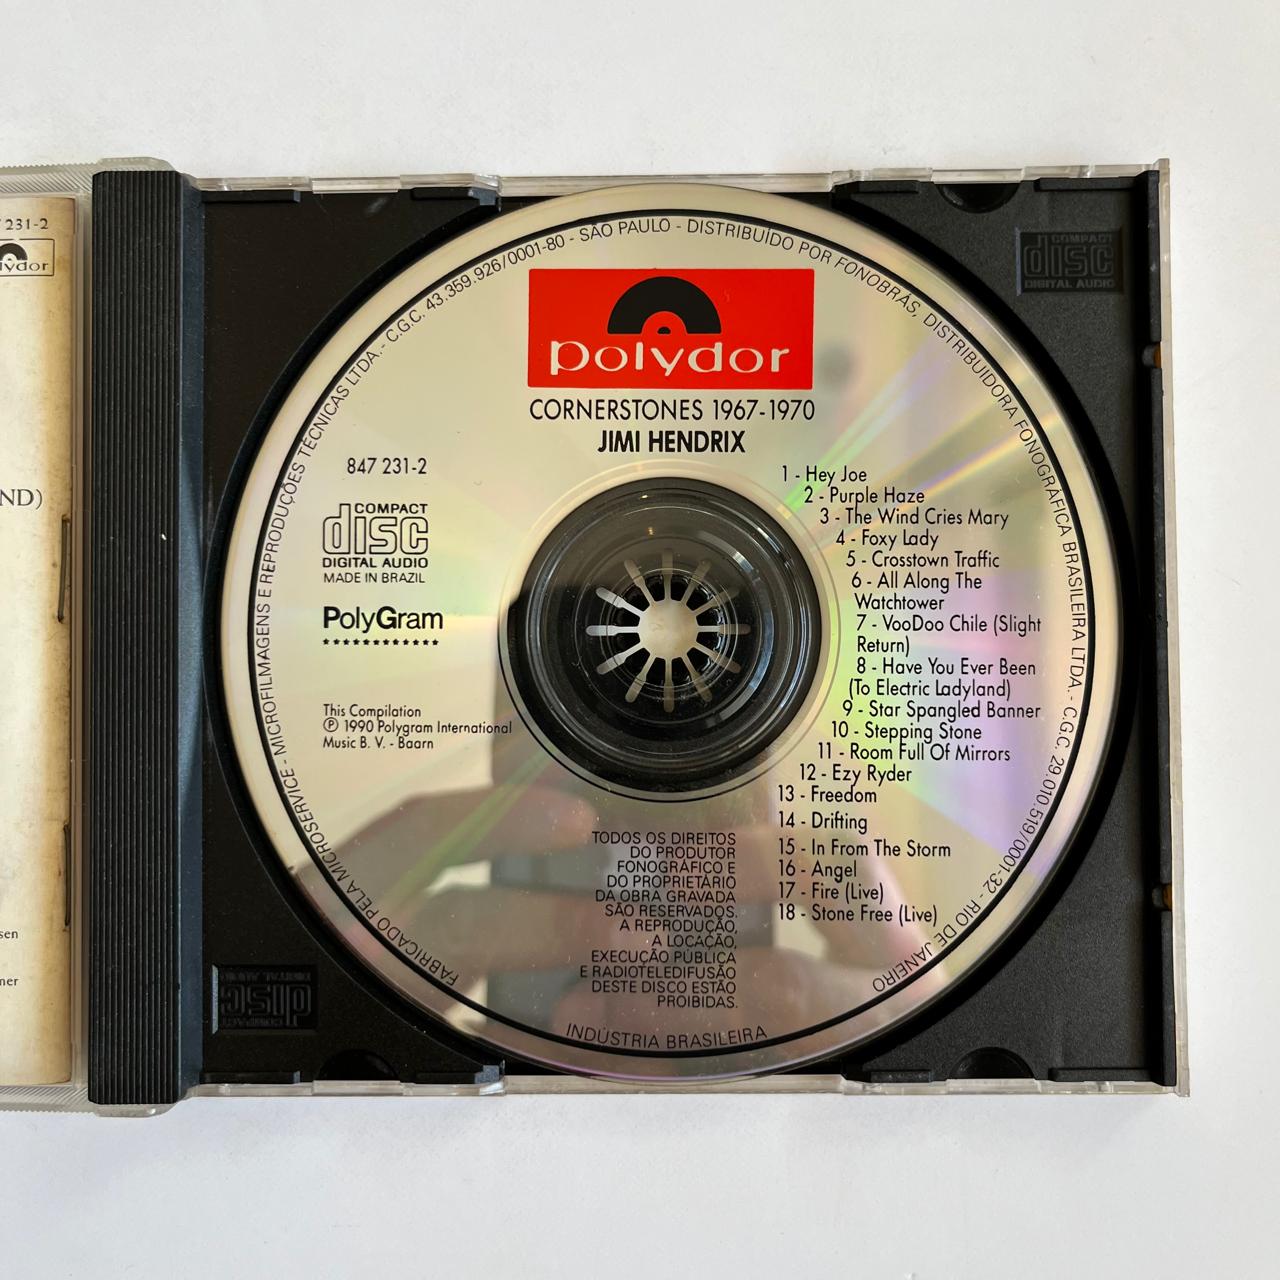 231-2
polydor
CORNERSTONES 1967-1970
JIMI HENDRIX
847 231-2
COMPACT
disc
DIGITAL AUDIO
MADE IN BRAZIL
PolyGram
************
This Compilation
℗ 1990 Polygram International
Music B. V. - Baarn
1 - Hey Joe
2 - Purple Haze
3 - The Wind Cries Mary
4 - Foxy Lady
5 - Crosstown Traffic
6 - All Along The
Watchtower
7 - VooDoo Chile (Slight
Return)
8 - Have You Ever Been
(To Electric Ladyland)
9 - Star Spangled Banner
10 - Stepping Stone
11 - Room Full Of Mirrors
12 - Ezy Ryder
13 - Freedom
14 - Drifting
15 - In From The Storm
16 - Angel
17 - Fire (Live)
18 - Stone Free (Live)
TODOS OS DIREITOS
DO PRODUTOR
FONOGRÁFICO E
DO PROPRIETÁRIO
DA OBRA GRAVADA
SÃO RESERVADOS.
A REPRODUÇÃO,
A LOCAÇÃO,
EXECUÇÃO PÚBLICA
E RADIOTELEDIFUSÃO
DESTE DISCO ESTÃO
PROIBIDAS.
FABRICADO PELA MICROSERVICE - MICROFILMAGENS E REPRODUÇÕES TÉCNICAS LTDA. - C.G.C. 43.359.926/0001-80 - SÃO PAULO - DISTRIBUÍDO POR FONOBRÁS, DISTRIBUIDORA FONOGRÁFICA BRASILEIRA LTDA. - C.G.C. 29.010.519/0001-32 - RIO DE JANEIRO
INDÚSTRIA BRASILEIRA
COMPACT
disc
DIGITAL AUDIO
COMPACT
disc
DIGITAL AUDIO